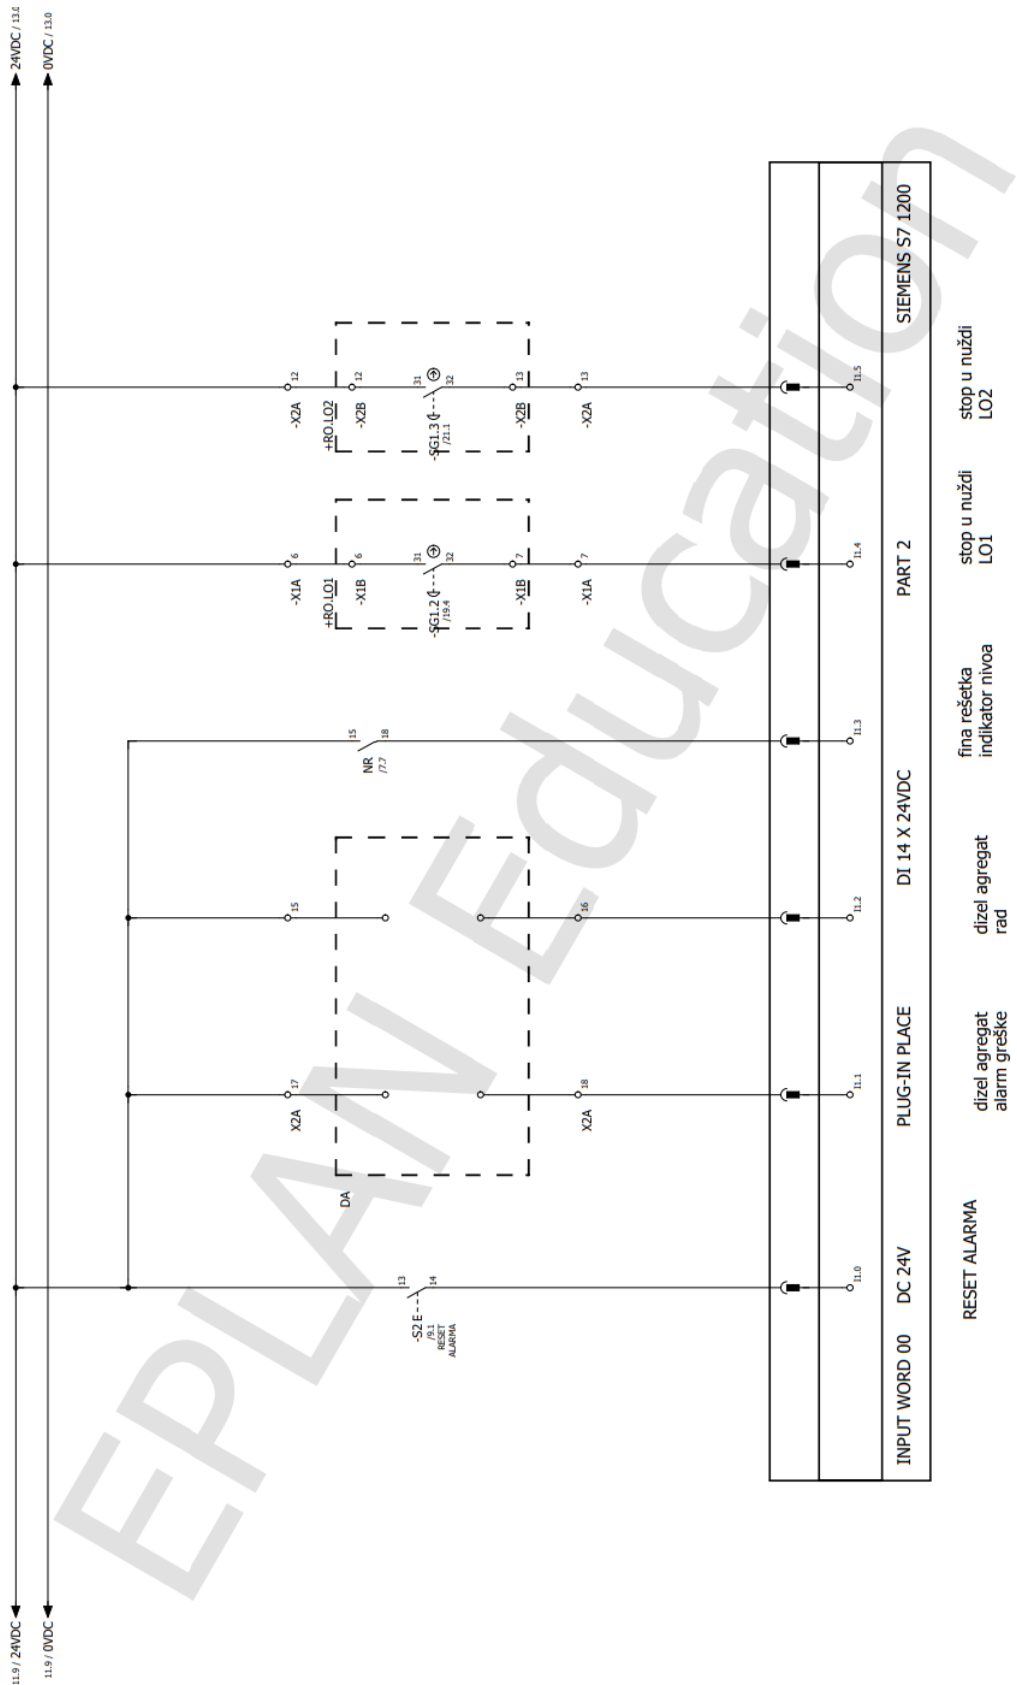 11.9 / 24VDC
24VDC / 13.0
11.9 / 0VDC
0VDC / 13.0
EPLAN Education
13
-S2
14
/9.1
RESET
ALARMA
DA
17
X2A
18
X2A
15
16
15
NR
18
/7.7
6
-X1A
+RO.LO1
6
-X1B
31
-SG1.2
32
/19.4
7
-X1B
7
-X1A
12
-X2A
+RO.LO2
12
-X2B
31
-SG1.3
32
/21.1
13
-X2B
13
-X2A
I1.0
I1.1
I1.2
I1.3
I1.4
I1.5
INPUT WORD 00
DC 24V
PLUG-IN PLACE
DI 14 X 24VDC
PART 2
SIEMENS S7 1200
RESET ALARMA
dizel agregat
alarm greške
dizel agregat
rad
fina rešetka
indikator nivoa
stop u nuždi
LO1
stop u nuždi
LO2